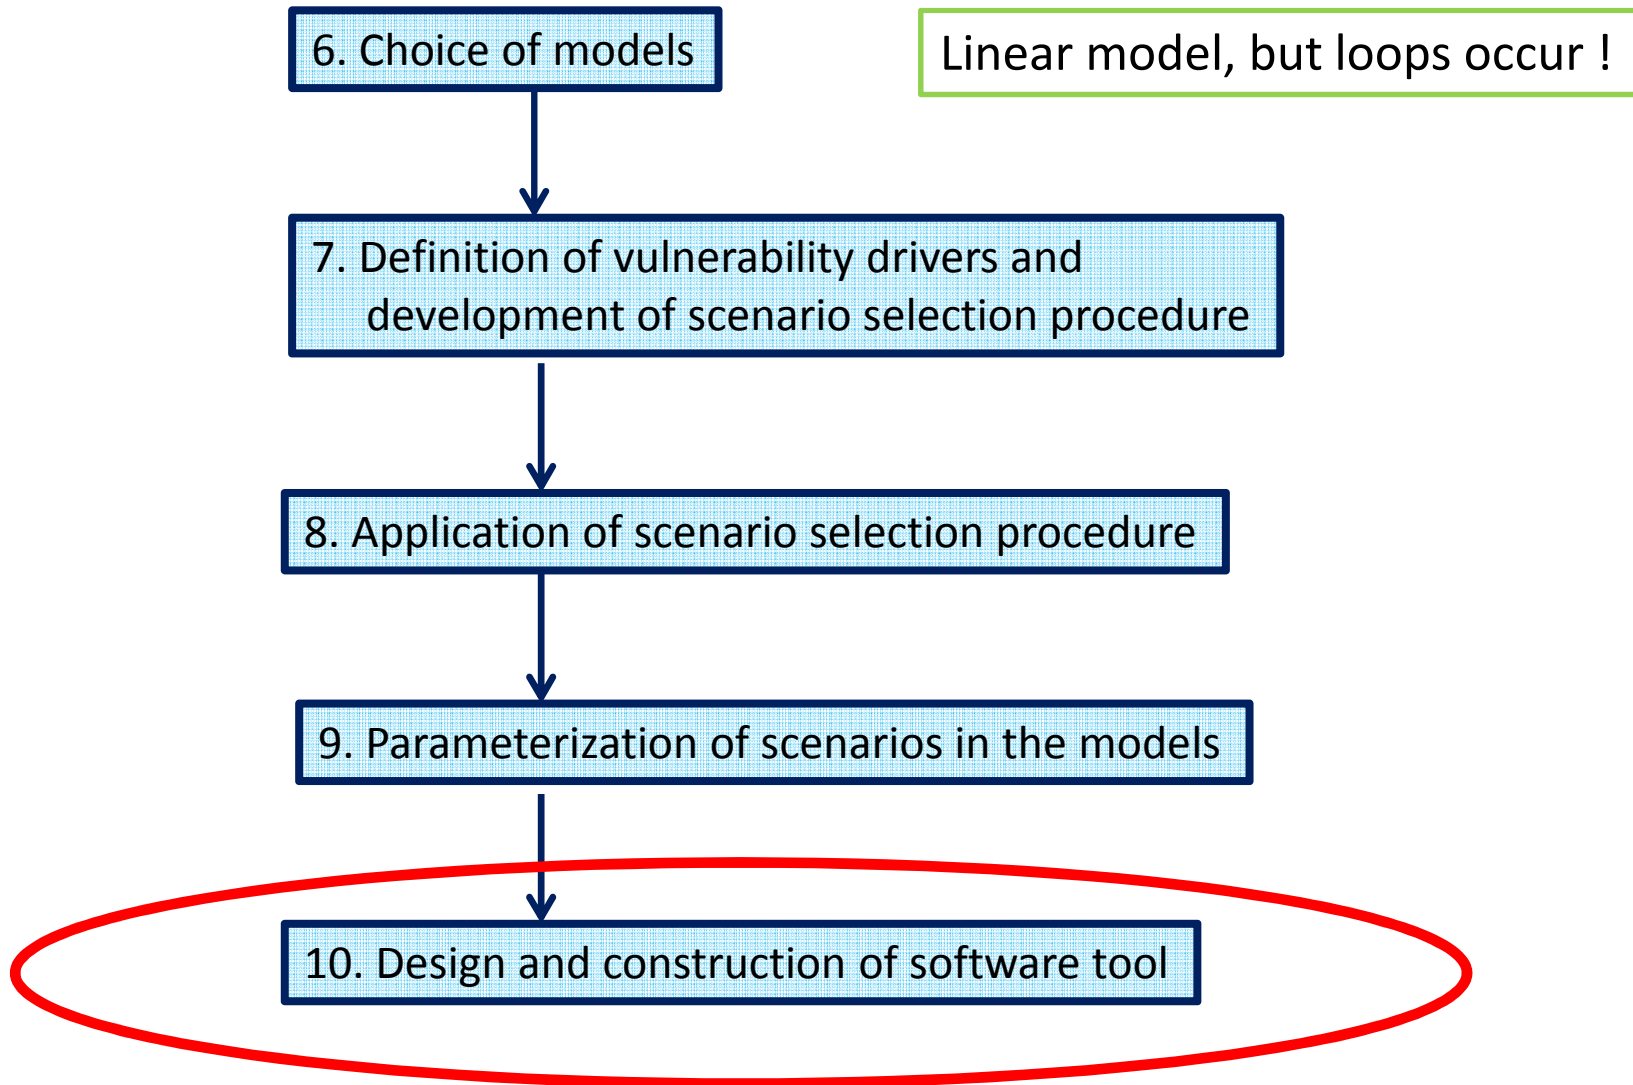 6. Choice of models
Linear model, but loops occur !
7. Definition of vulnerability drivers and
development of scenario selection procedure
8. Application of scenario selection procedure
9. Parameterization of scenarios in the models
10. Design and construction of software tool